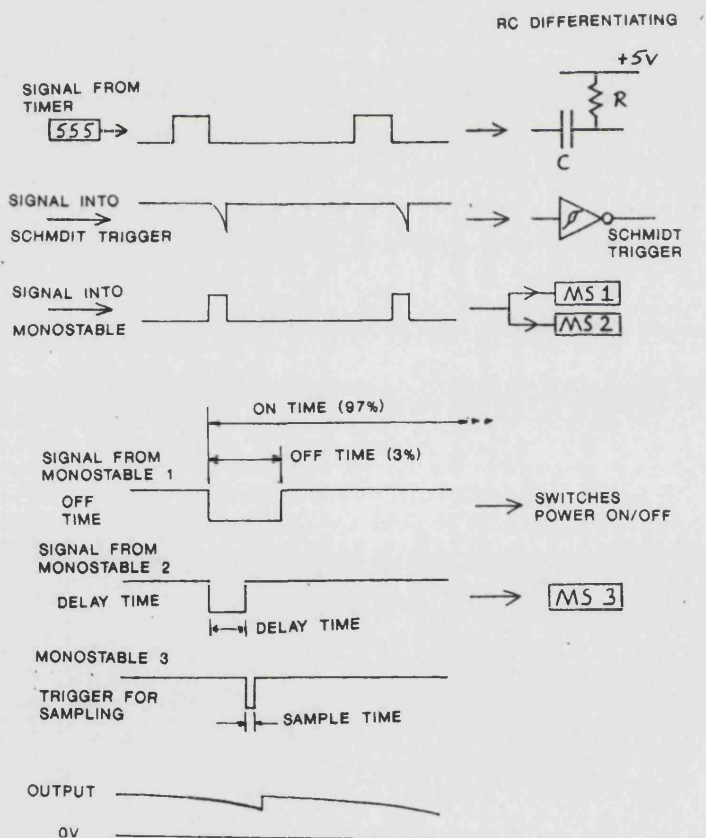 RC DIFFERENTIATING
+5V
SIGNAL FROM
TIMER
555
R
C
SIGNAL INTO
SCHMDIT TRIGGER
SCHMIDT
TRIGGER
SIGNAL INTO
MONOSTABLE
MS 1
MS 2
ON TIME (97%)
OFF TIME (3%)
SIGNAL FROM
MONOSTABLE 1
OFF
TIME
SWITCHES
POWER ON/OFF
SIGNAL FROM
MONOSTABLE 2
DELAY TIME
MS 3
DELAY TIME
MONOSTABLE 3
TRIGGER FOR
SAMPLING
SAMPLE TIME
OUTPUT
0V